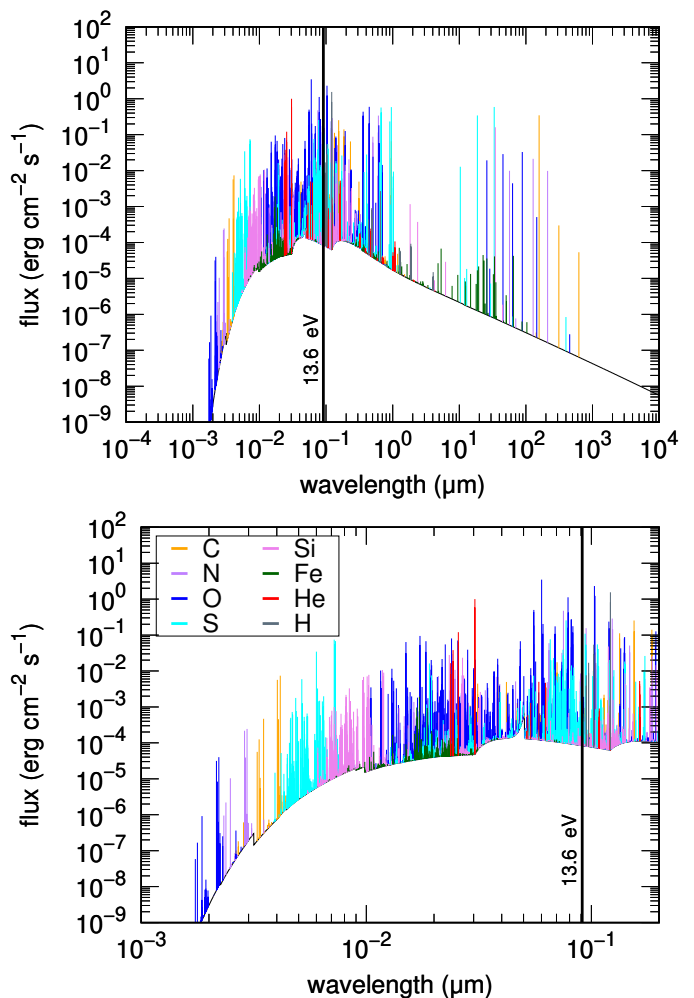 10²
10¹
10⁰
10⁻¹
10⁻²
10⁻³
10⁻⁴
10⁻⁵
10⁻⁶
10⁻⁷
10⁻⁸
10⁻⁹
flux (erg cm⁻² s⁻¹)
13.6 eV
10⁻⁴ 10⁻³ 10⁻² 10⁻¹ 10⁰ 10¹ 10² 10³ 10⁴
wavelength (μm)
10²
10¹
10⁰
10⁻¹
10⁻²
10⁻³
10⁻⁴
10⁻⁵
10⁻⁶
10⁻⁷
10⁻⁸
10⁻⁹
flux (erg cm⁻² s⁻¹)
C Si
N Fe
O He
S H
13.6 eV
10⁻³ 10⁻² 10⁻¹
wavelength (μm)